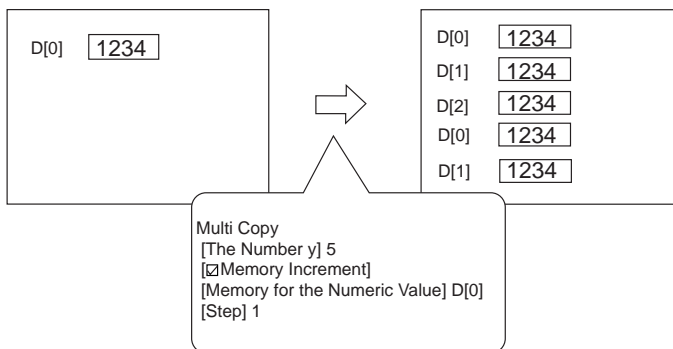 D[0] 1234
D[0] 1234
D[1] 1234
D[2] 1234
D[0] 1234
D[1] 1234
Multi Copy
[The Number y] 5
[☑Memory Increment]
[Memory for the Numeric Value] D[0]
[Step] 1